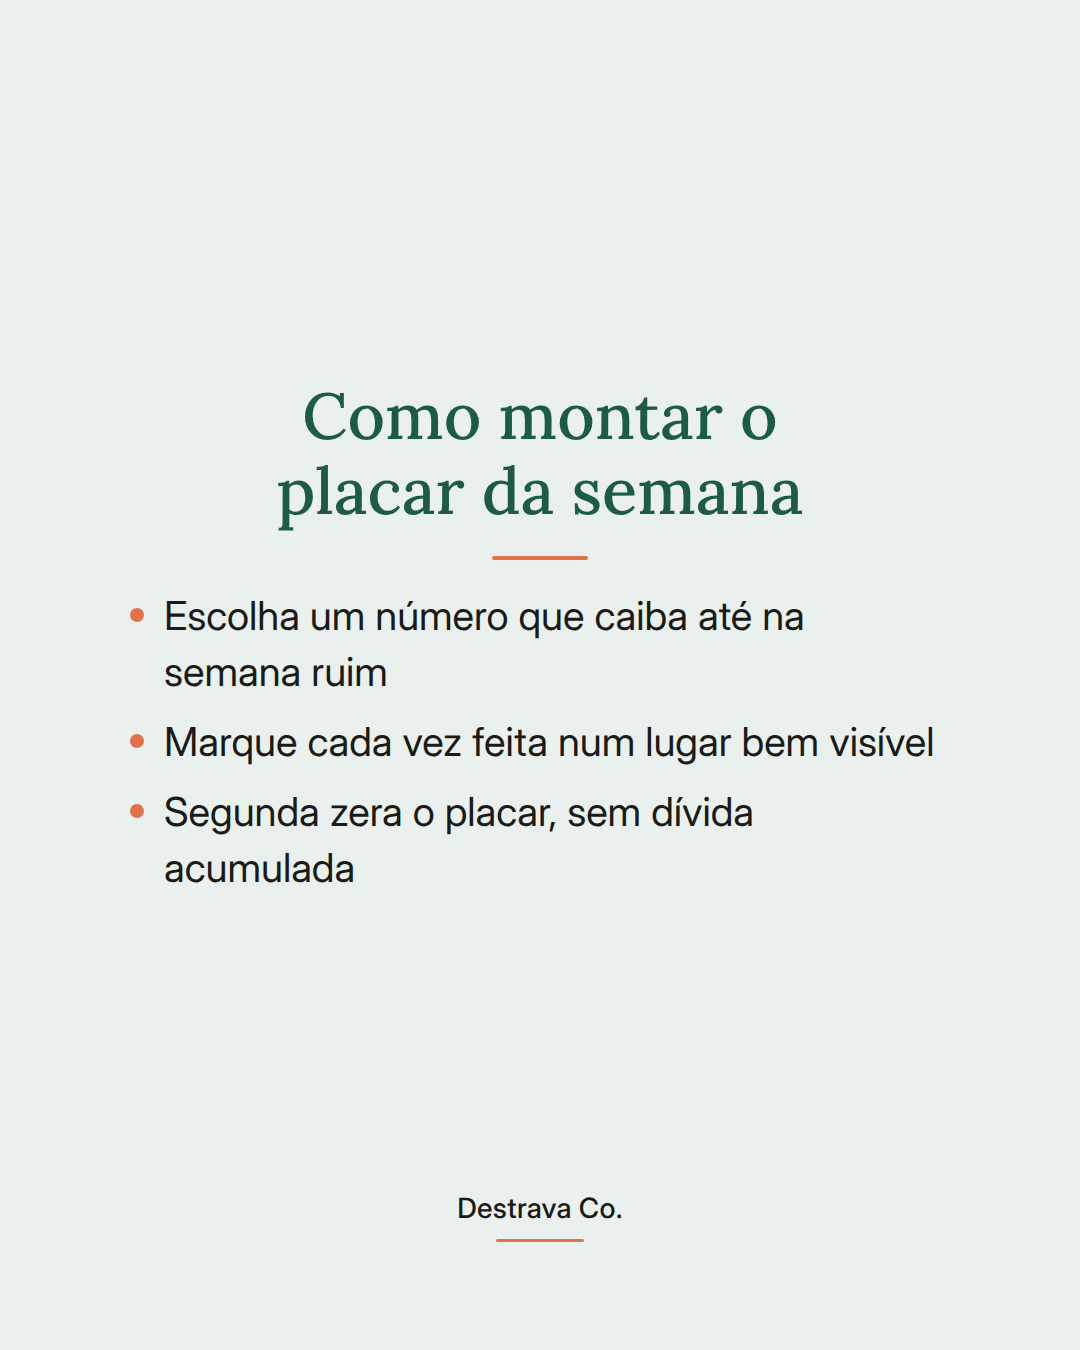 Como montar o
placar da semana
Escolha um número que caiba até na
semana ruim
Marque cada vez feita num lugar bem visível
Segunda zera o placar, sem dívida
acumulada
Destrava Co.